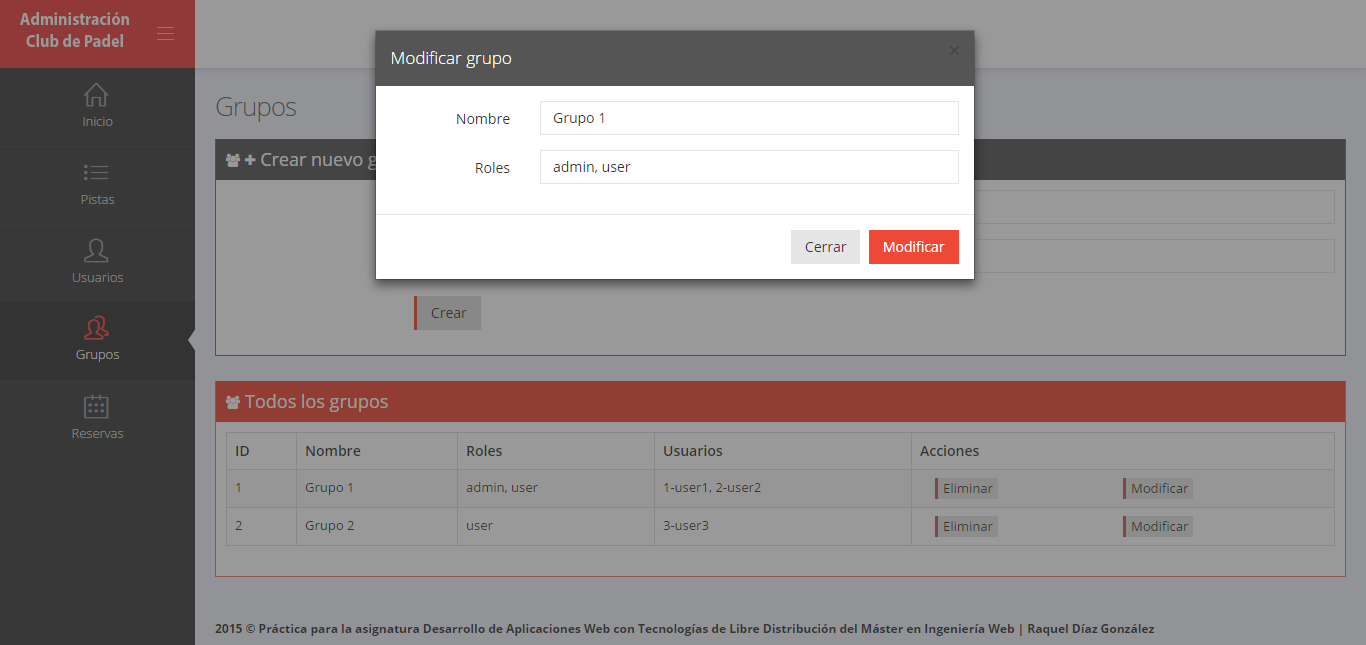 Administración
Club de Padel
Inicio
Pistas
Usuarios
Grupos
Reservas
Modificar grupo
×
Nombre
Grupo 1
Roles
admin, user
Cerrar
Modificar
Grupos
Crear nuevo g
Crear
Todos los grupos
ID Nombre Roles Usuarios Acciones
1 Grupo 1 admin, user 1-user1, 2-user2 Eliminar Modificar
2 Grupo 2 user 3-user3 Eliminar Modificar
2015 © Práctica para la asignatura Desarrollo de Aplicaciones Web con Tecnologías de Libre Distribución del Máster en Ingeniería Web | Raquel Díaz González